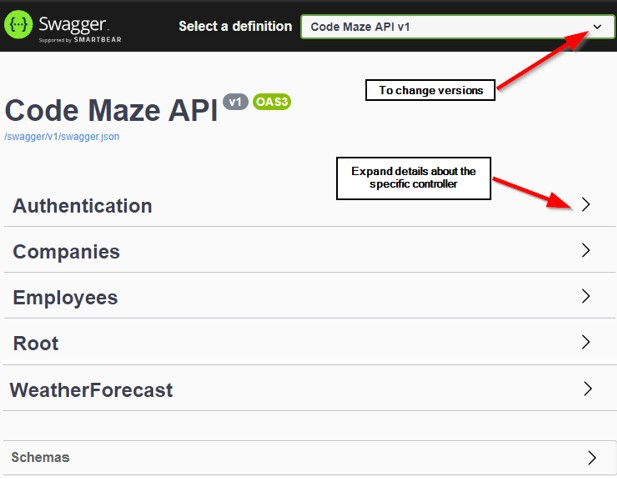 Swagger.
Supported by SMARTBEAR
Select a definition
Code Maze API v1
To change versions
Code Maze API v1 OAS3
/swagger/v1/swagger.json
Expand details about the
specific controller
Authentication
Companies
Employees
Root
WeatherForecast
Schemas